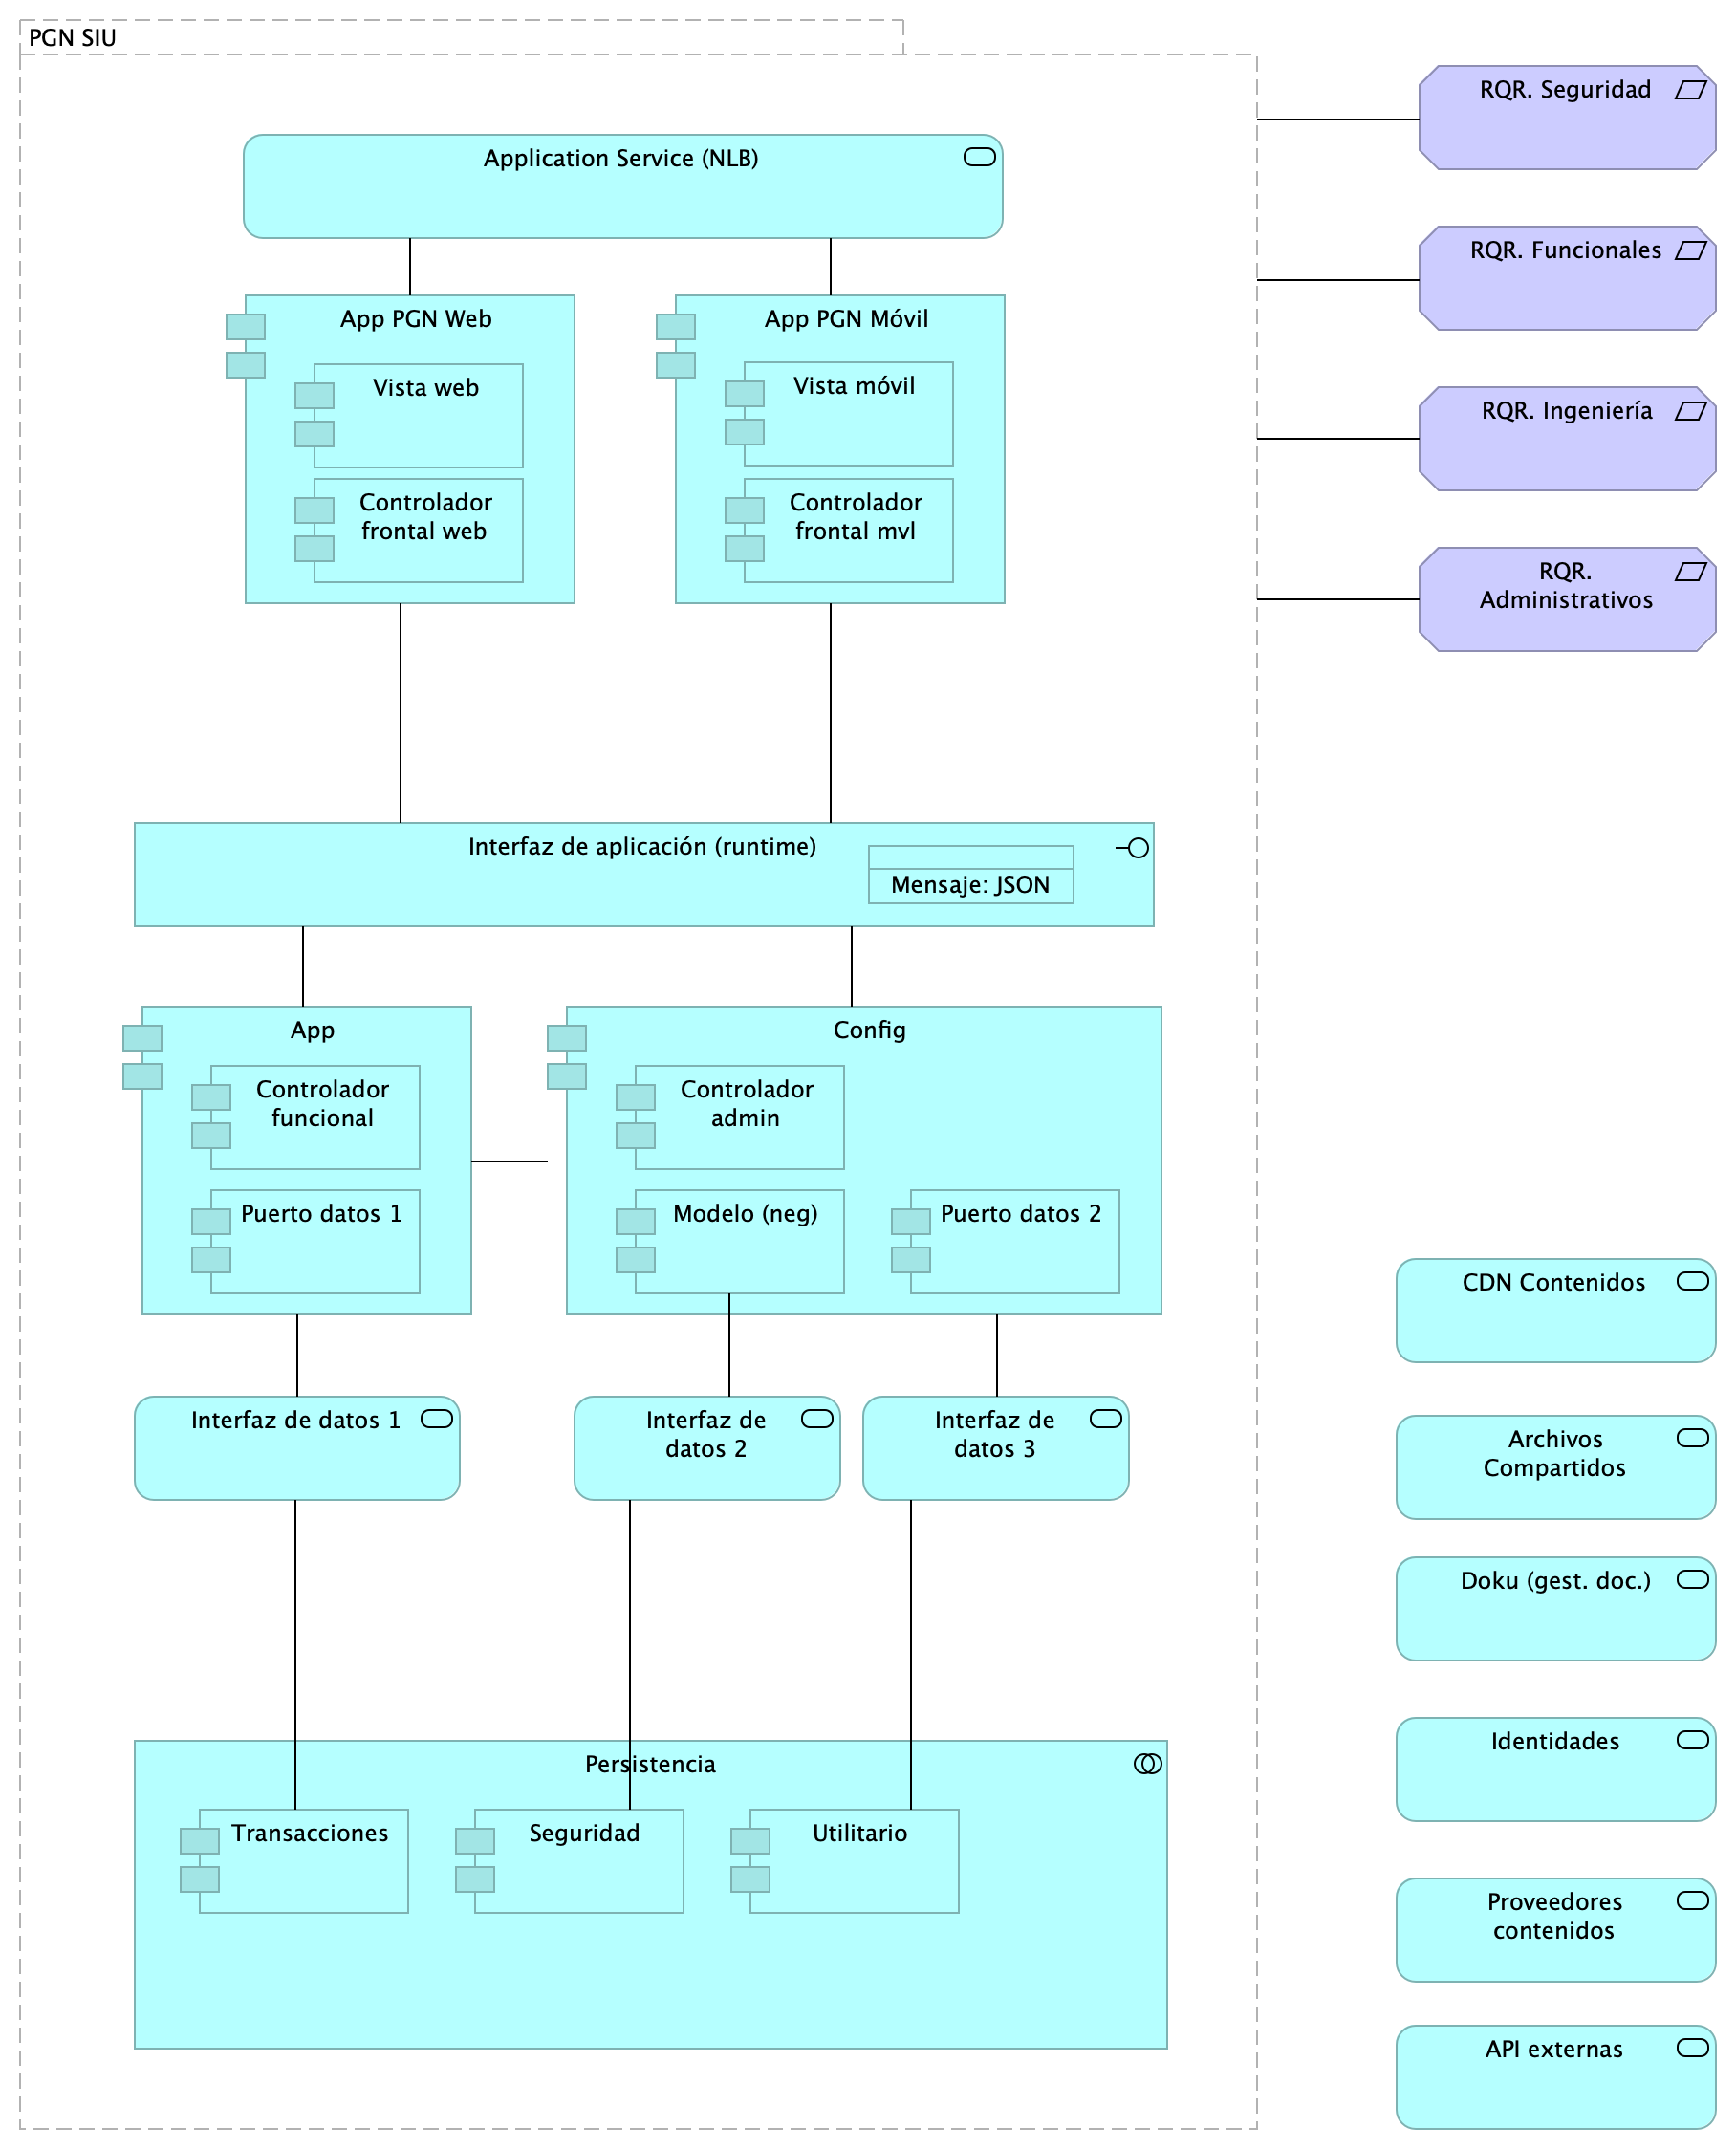 PGN SIU
Application Service (NLB)
App PGN Web
Vista web
Controlador
frontal web
App PGN Móvil
Vista móvil
Controlador
frontal mvl
Interfaz de aplicación (runtime)
Mensaje: JSON
App
Controlador
funcional
Puerto datos 1
Config
Controlador
admin
Modelo (neg)
Puerto datos 2
Interfaz de datos 1
Interfaz de
datos 2
Interfaz de
datos 3
Persistencia
Transacciones
Seguridad
Utilitario
RQR. Seguridad
RQR. Funcionales
RQR. Ingeniería
RQR.
Administrativos
CDN Contenidos
Archivos
Compartidos
Doku (gest. doc.)
Identidades
Proveedores
contenidos
API externas